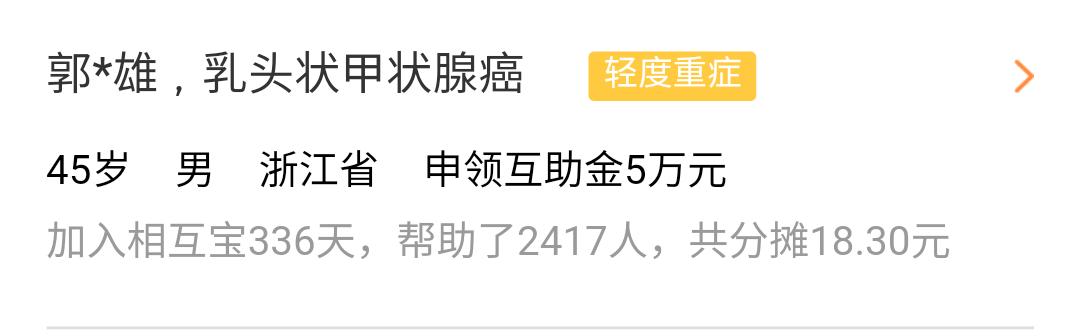 郭*雄，乳头状甲状腺癌 轻度重症
45岁 男 浙江省 申领互助金5万元
加入相互宝336天，帮助了2417人，共分摊18.30元